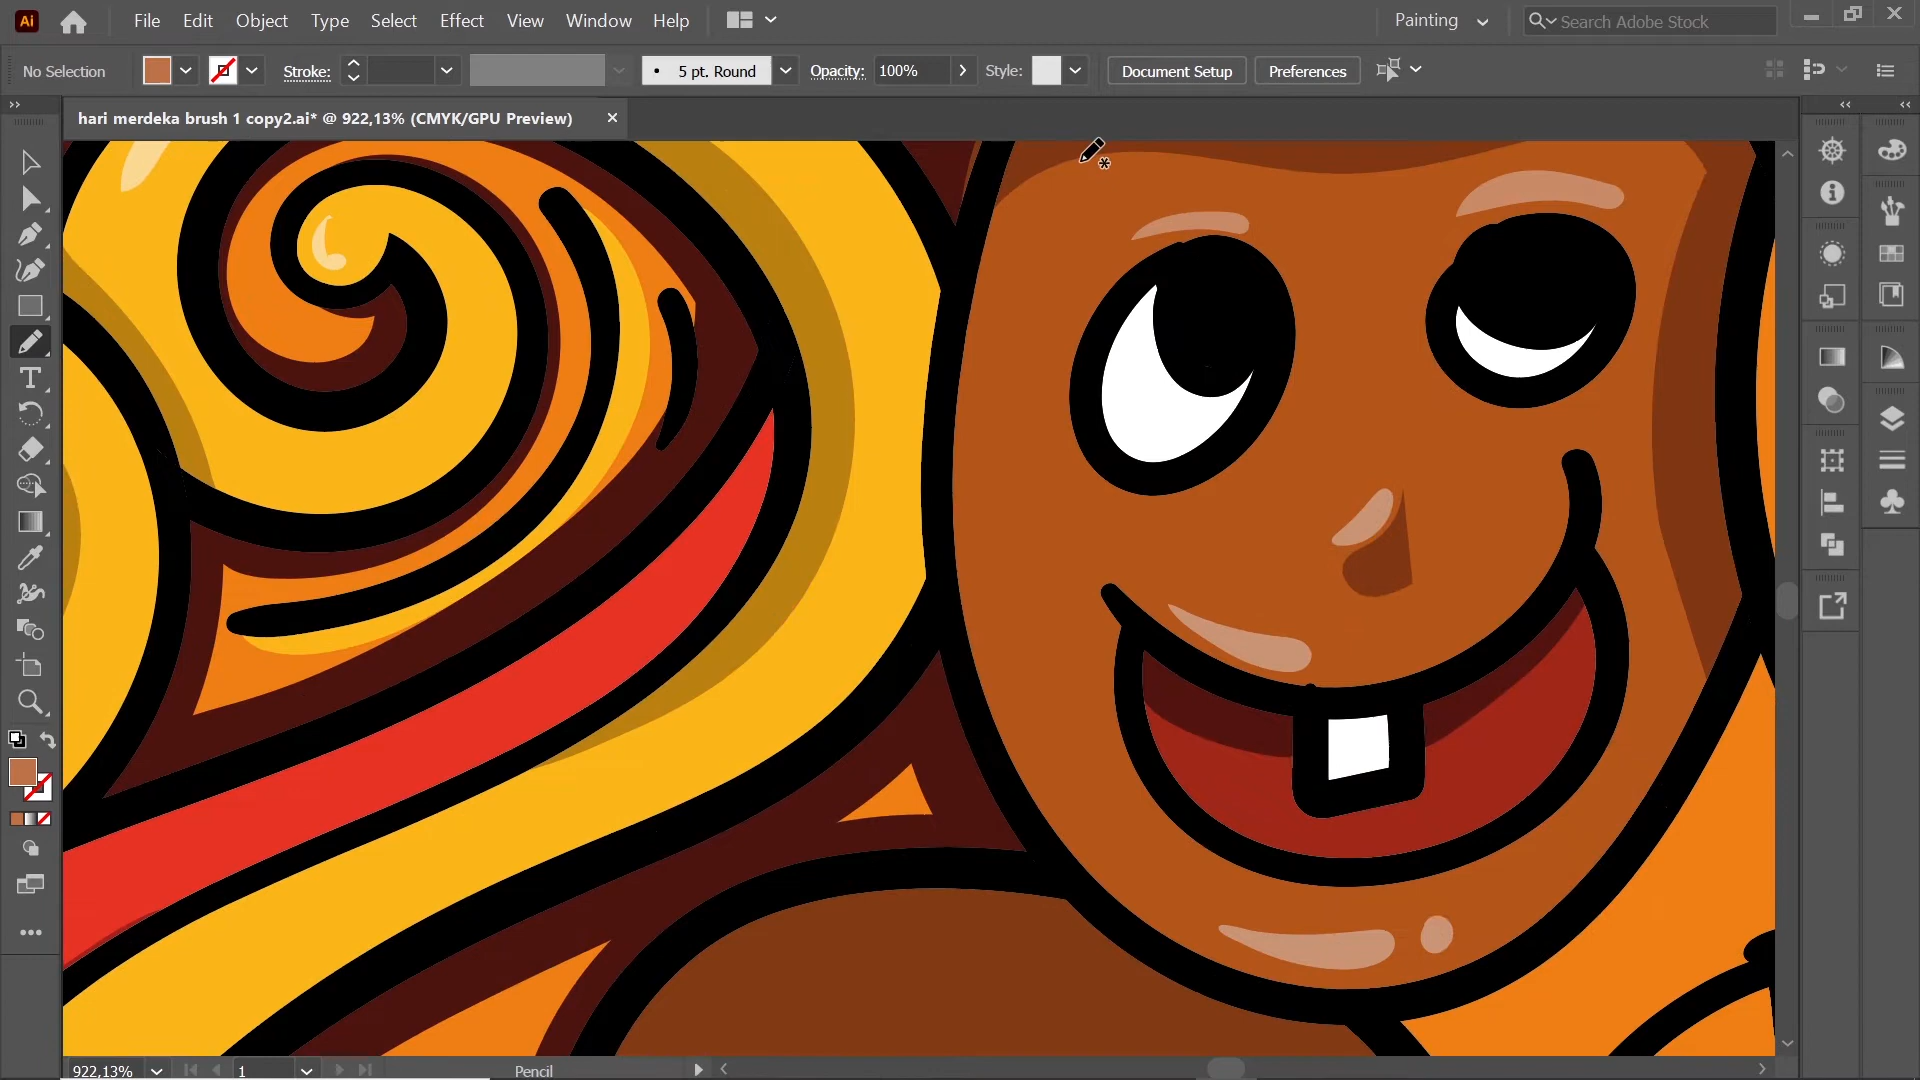 Ai File Edit Object Type Select Effect View Window Help Painting Search Adobe Stock
No Selection Stroke: 5 pt. Round Opacity: 100% Style: Document Setup Preferences
hari merdeka brush 1 copy2.ai* @ 922,13% (CMYK/GPU Preview)
922,13% 1 Pencil